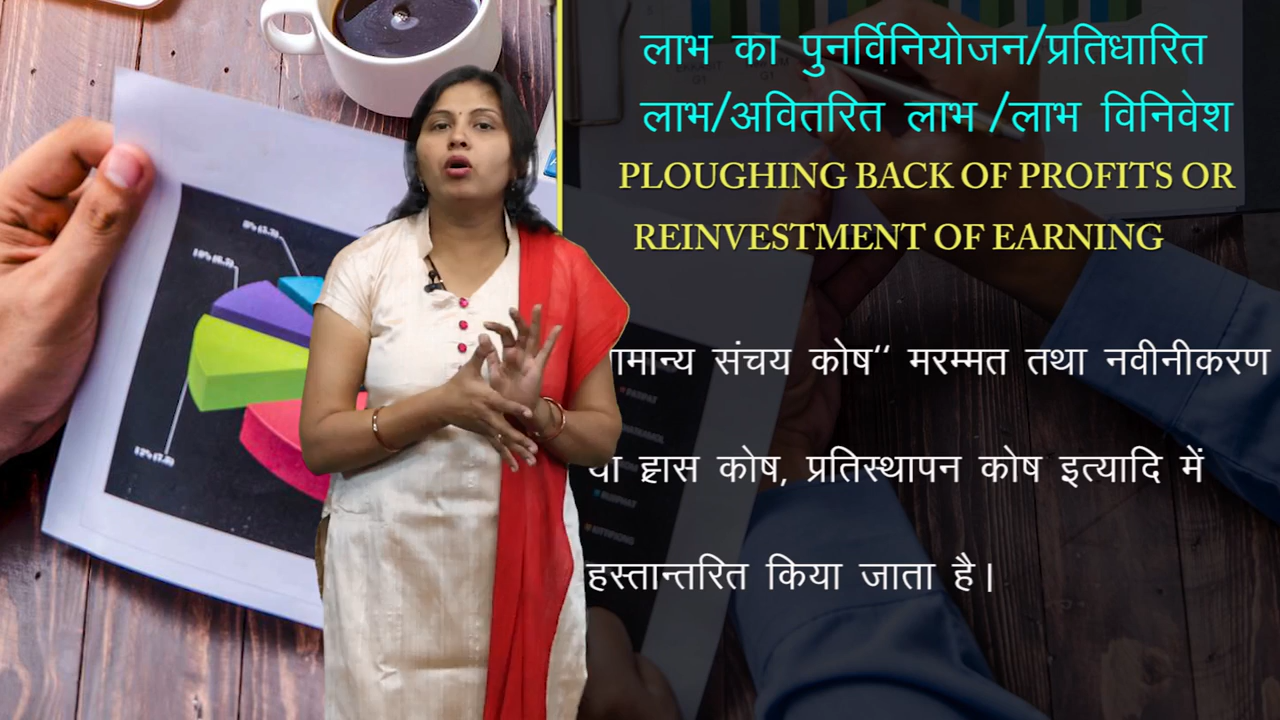 लाभ का पुनर्विनियोजन/प्रतिधारित
लाभ/अवितरित लाभ /लाभ विनिवेश
PLOUGHING BACK OF PROFITS OR
REINVESTMENT OF EARNING
संचय कोष“ मरम्मत तथा नवीनीकरण
या ह्रास कोष, प्रतिस्थापन कोष इत्यादि में
हस्तान्तरित किया जाता है।